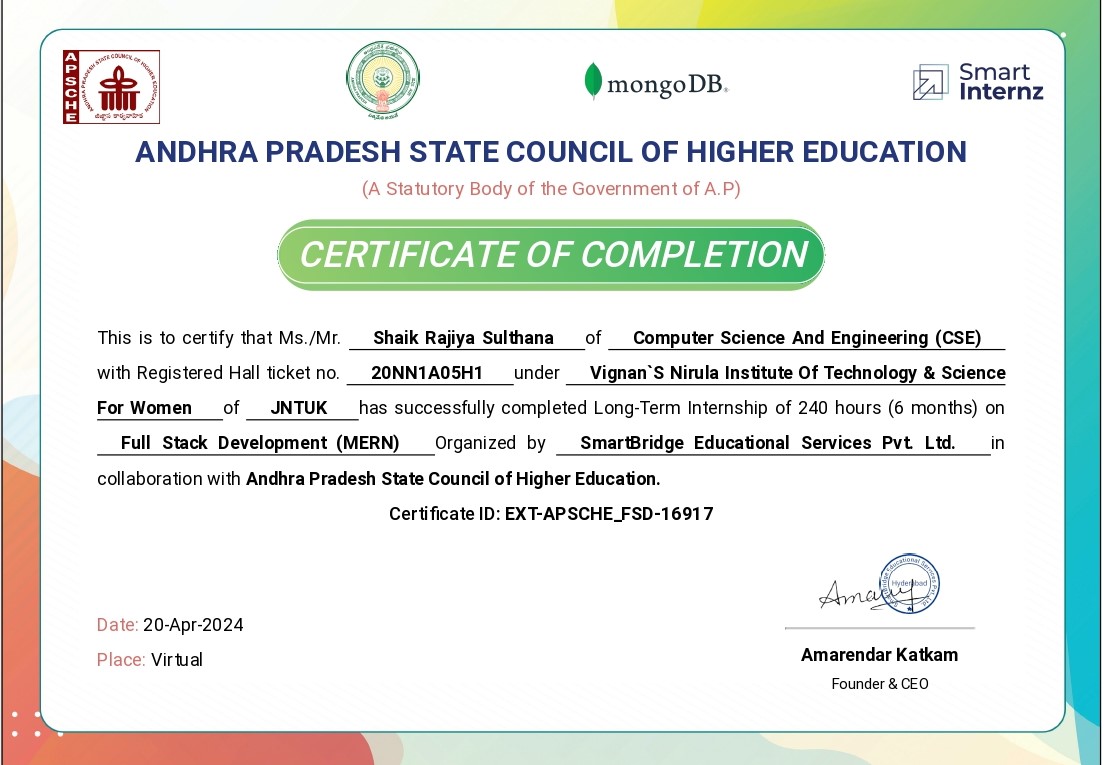 APSCHE
ANDHRA PRADESH STATE COUNCIL OF HIGHER EDUCATION
mongoDB®
Smart
Internz
ANDHRA PRADESH STATE COUNCIL OF HIGHER EDUCATION
(A Statutory Body of the Government of A.P)
CERTIFICATE OF COMPLETION
This is to certify that Ms./Mr. Shaik Rajiya Sulthana of Computer Science And Engineering (CSE)
with Registered Hall ticket no. 20NN1A05H1 under Vignan`S Nirula Institute Of Technology & Science
For Women of JNTUK has successfully completed Long-Term Internship of 240 hours (6 months) on
Full Stack Development (MERN) Organized by SmartBridge Educational Services Pvt. Ltd. in
collaboration with Andhra Pradesh State Council of Higher Education.
Certificate ID: EXT-APSCHE_FSD-16917
Hyderabad
Date: 20-Apr-2024
Place: Virtual
Amarendar Katkam
Founder & CEO